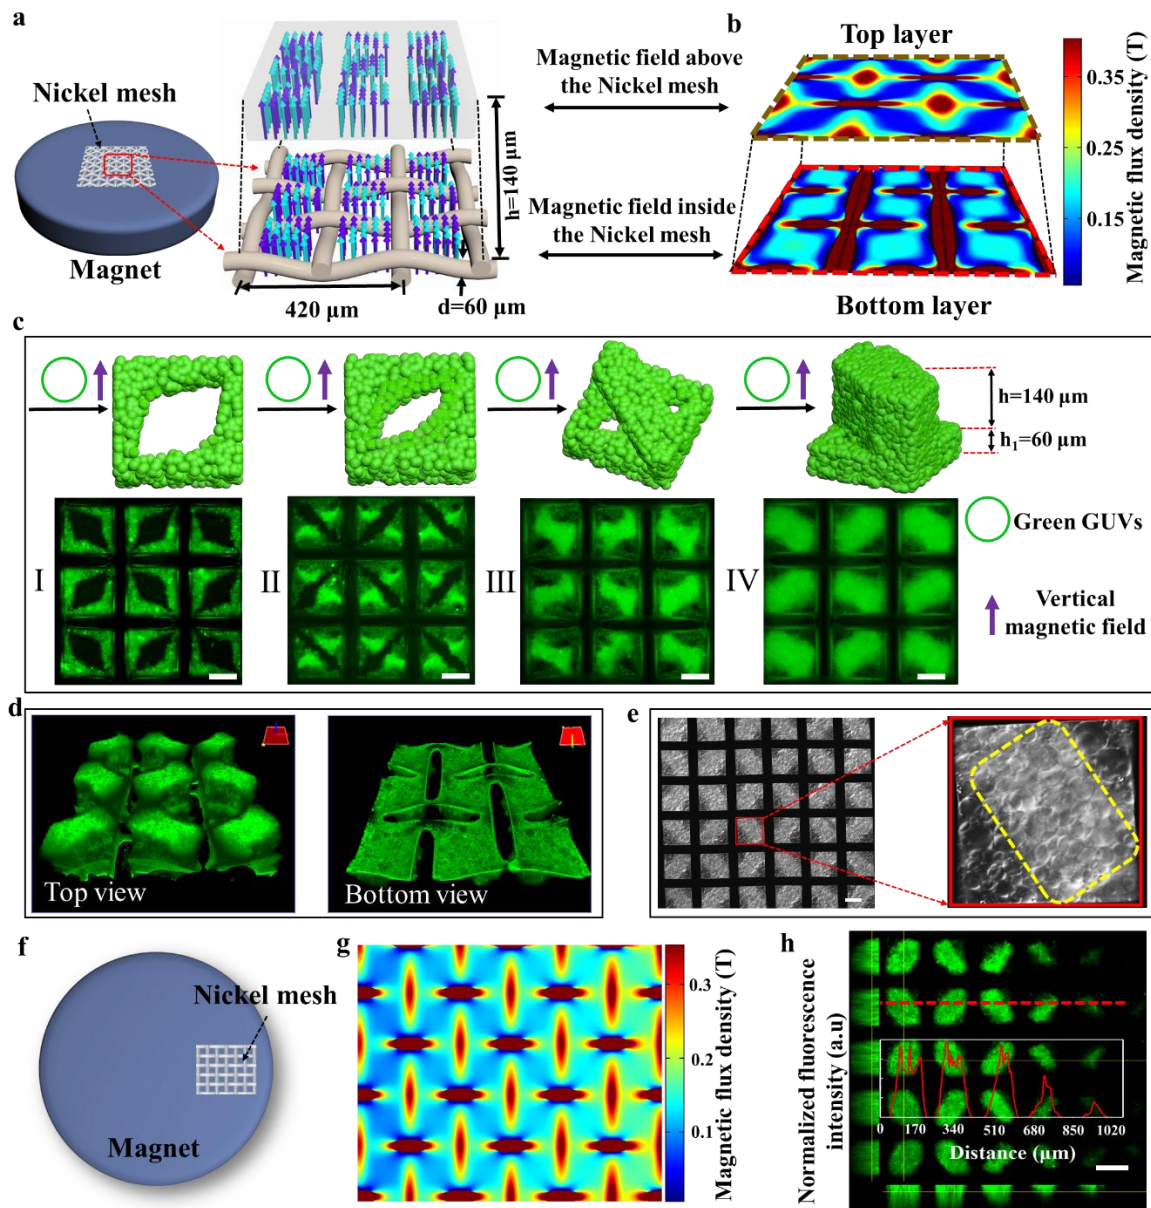 a
Nickel mesh
Magnet
h=140 µm
420 µm
d=60 µm
Magnetic field above
the Nickel mesh
Magnetic field inside
the Nickel mesh
b
Top layer
Bottom layer
0.35
0.25
0.15
Magnetic flux density (T)
c
h=140 µm
h1=60 µm
I
II
III
IV
Green GUVs
Vertical
magnetic field
d
Top view
Bottom view
e
f
Nickel mesh
Magnet
g
0.3
0.2
0.1
Magnetic flux density (T)
h
Normalized fluorescence
intensity (a.u)
0 170 340 510 680 850 1020
Distance (µm)